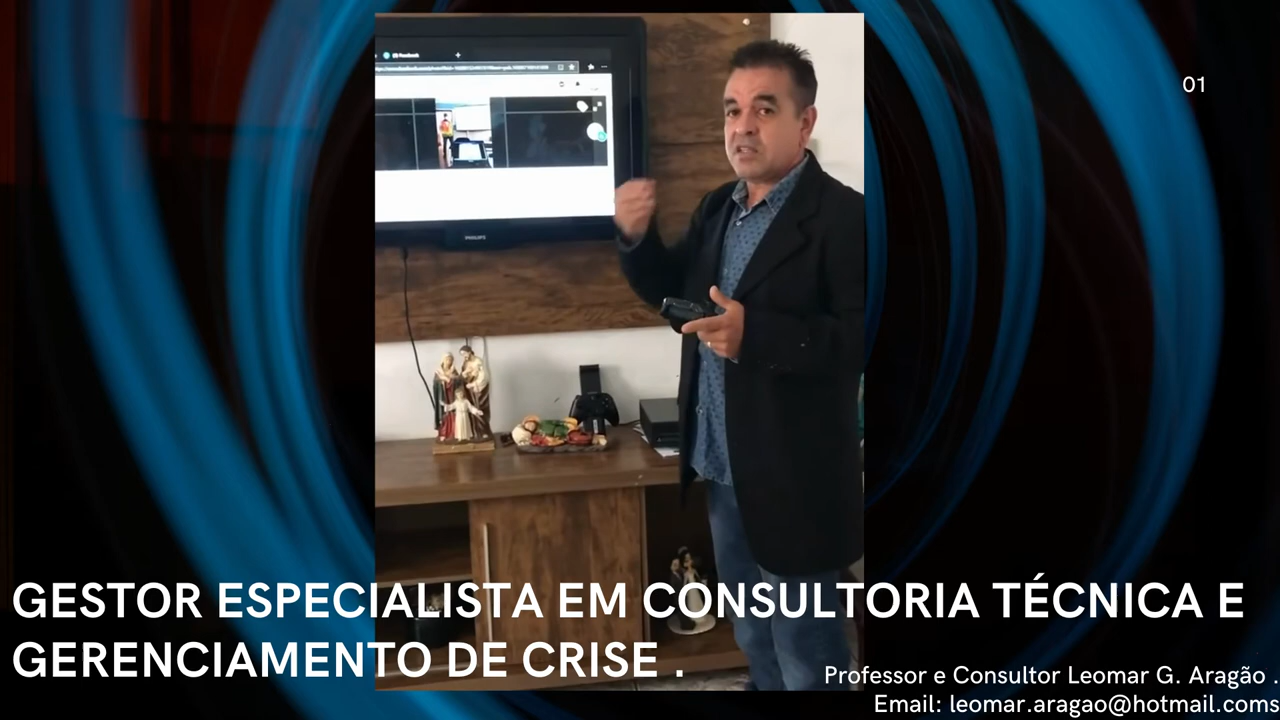 01
Facebook
PHILIPS
GESTOR ESPECIALISTA EM CONSULTORIA TÉCNICA E
GERENCIAMENTO DE CRISE .
Professor e Consultor Leomar G. Aragão .
Email: leomar.aragao@hotmail.coms